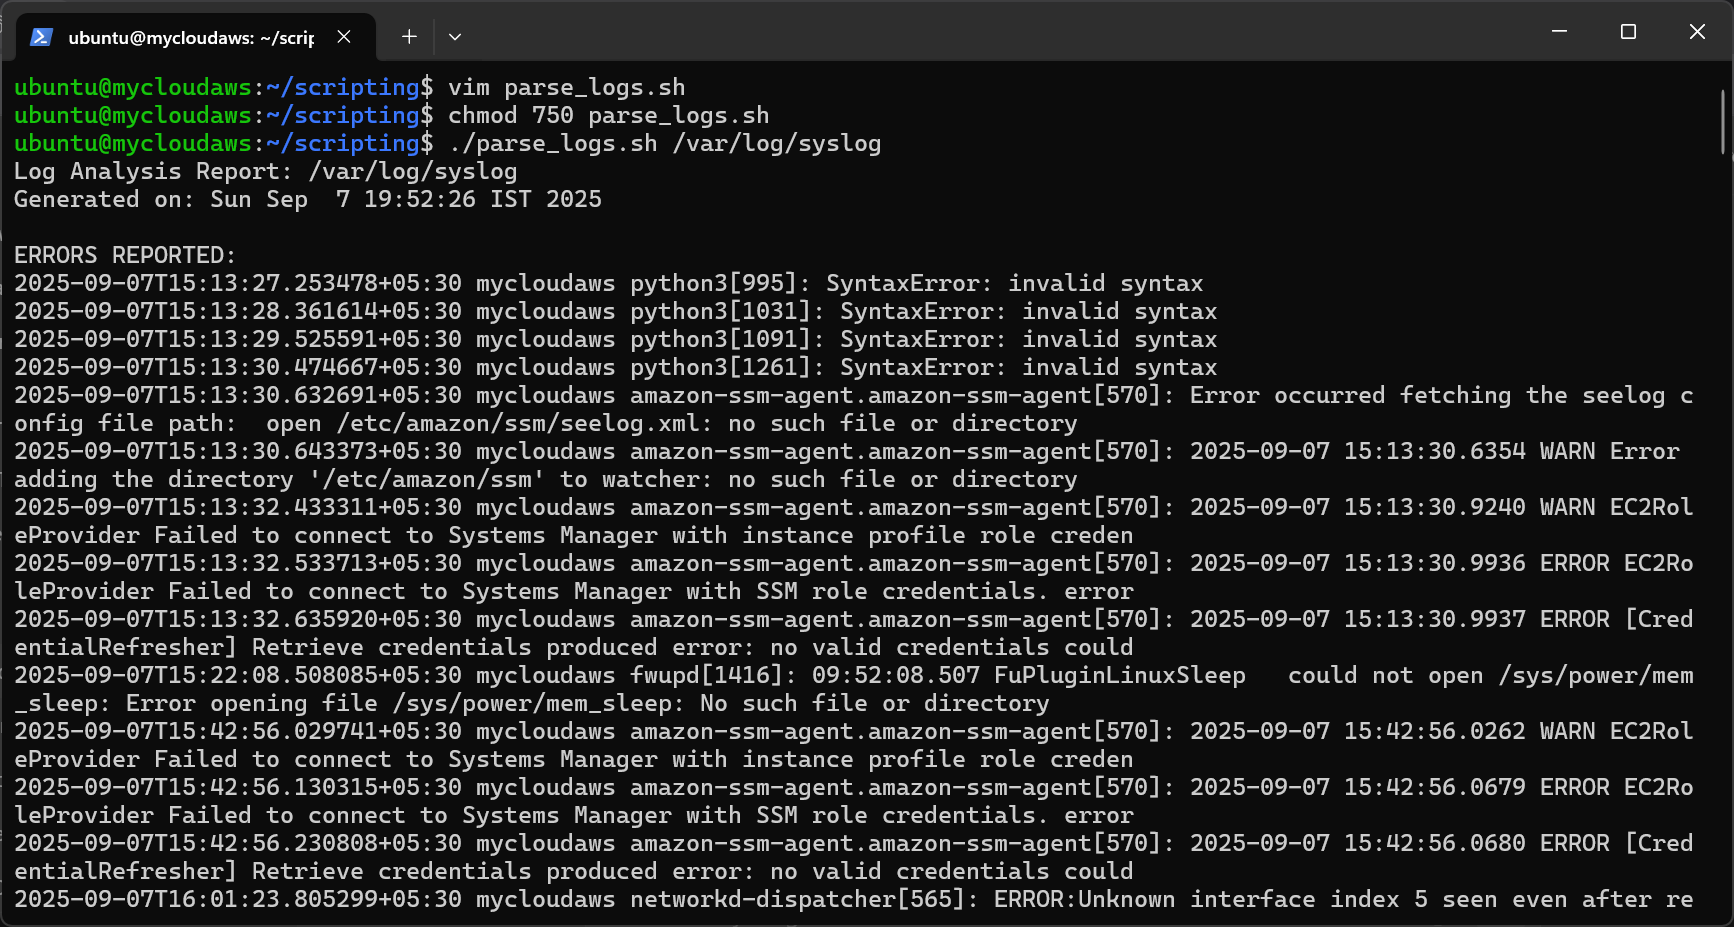 ubuntu@mycloudaws: ~/scrip
ubuntu@mycloudaws:~/scripting$ vim parse_logs.sh
ubuntu@mycloudaws:~/scripting$ chmod 750 parse_logs.sh
ubuntu@mycloudaws:~/scripting$ ./parse_logs.sh /var/log/syslog
Log Analysis Report: /var/log/syslog
Generated on: Sun Sep  7 19:52:26 IST 2025

ERRORS REPORTED:
2025-09-07T15:13:27.253478+05:30 mycloudaws python3[995]: SyntaxError: invalid syntax
2025-09-07T15:13:28.361614+05:30 mycloudaws python3[1031]: SyntaxError: invalid syntax
2025-09-07T15:13:29.525591+05:30 mycloudaws python3[1091]: SyntaxError: invalid syntax
2025-09-07T15:13:30.474667+05:30 mycloudaws python3[1261]: SyntaxError: invalid syntax
2025-09-07T15:13:30.632691+05:30 mycloudaws amazon-ssm-agent.amazon-ssm-agent[570]: Error occurred fetching the seelog c
onfig file path:  open /etc/amazon/ssm/seelog.xml: no such file or directory
2025-09-07T15:13:30.643373+05:30 mycloudaws amazon-ssm-agent.amazon-ssm-agent[570]: 2025-09-07 15:13:30.6354 WARN Error
adding the directory '/etc/amazon/ssm' to watcher: no such file or directory
2025-09-07T15:13:32.433311+05:30 mycloudaws amazon-ssm-agent.amazon-ssm-agent[570]: 2025-09-07 15:13:30.9240 WARN EC2Rol
eProvider Failed to connect to Systems Manager with instance profile role creden
2025-09-07T15:13:32.533713+05:30 mycloudaws amazon-ssm-agent.amazon-ssm-agent[570]: 2025-09-07 15:13:30.9936 ERROR EC2Ro
leProvider Failed to connect to Systems Manager with SSM role credentials. error
2025-09-07T15:13:32.635920+05:30 mycloudaws amazon-ssm-agent.amazon-ssm-agent[570]: 2025-09-07 15:13:30.9937 ERROR [Cred
entialRefresher] Retrieve credentials produced error: no valid credentials could
2025-09-07T15:22:08.508085+05:30 mycloudaws fwupd[1416]: 09:52:08.507 FuPluginLinuxSleep   could not open /sys/power/mem
_sleep: Error opening file /sys/power/mem_sleep: No such file or directory
2025-09-07T15:42:56.029741+05:30 mycloudaws amazon-ssm-agent.amazon-ssm-agent[570]: 2025-09-07 15:42:56.0262 WARN EC2Rol
eProvider Failed to connect to Systems Manager with instance profile role creden
2025-09-07T15:42:56.130315+05:30 mycloudaws amazon-ssm-agent.amazon-ssm-agent[570]: 2025-09-07 15:42:56.0679 ERROR EC2Ro
leProvider Failed to connect to Systems Manager with SSM role credentials. error
2025-09-07T15:42:56.230808+05:30 mycloudaws amazon-ssm-agent.amazon-ssm-agent[570]: 2025-09-07 15:42:56.0680 ERROR [Cred
entialRefresher] Retrieve credentials produced error: no valid credentials could
2025-09-07T16:01:23.805299+05:30 mycloudaws networkd-dispatcher[565]: ERROR:Unknown interface index 5 seen even after re